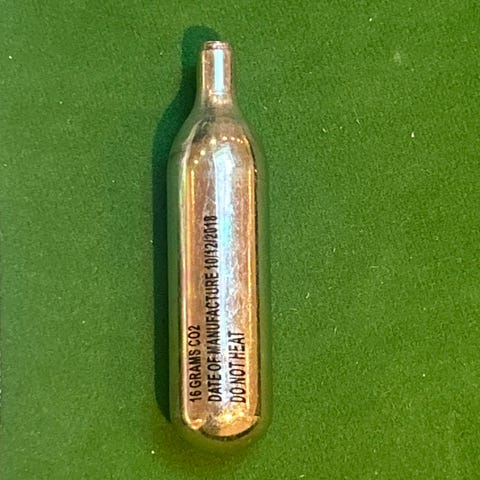 16 GRAMS CO2
DATE OF MANUFACTURE 10/12/2018
DO NOT HEAT